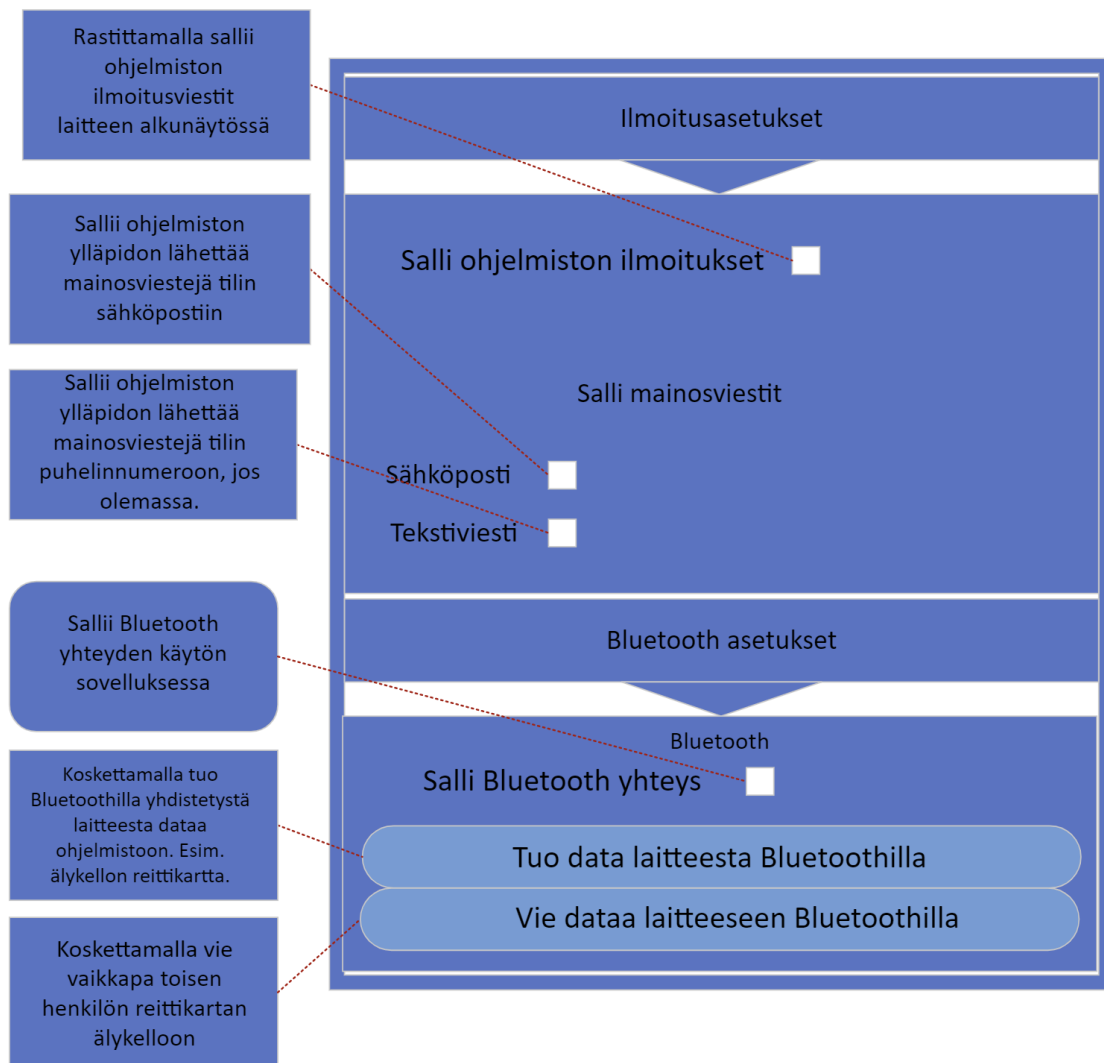 Rastittamalla sallii
ohjelmiston
ilmoitusviestit
laitteen alkunäytössä
Ilmoitusasetukset
Sallii ohjelmiston
ylläpidon lähettää
mainosviestejä tilin
sähköpostiin
Salli ohjelmiston ilmoitukset
Sallii ohjelmiston
ylläpidon lähettää
mainosviestejä tilin
puhelinnumeroon, jos
olemassa.
Salli mainosviestit
Sähköposti
Tekstiviesti
Sallii Bluetooth
yhteyden käytön
sovelluksessa
Bluetooth asetukset
Bluetooth
Salli Bluetooth yhteys
Koskettamalla tuo
Bluetoothilla yhdistetystä
laitteesta dataa
ohjelmistoon. Esim.
älykellon reittikartta.
Tuo data laitteesta Bluetoothilla
Vie dataa laitteeseen Bluetoothilla
Koskettamalla vie
vaikkapa toisen
henkilön reittikartan
älykelloon